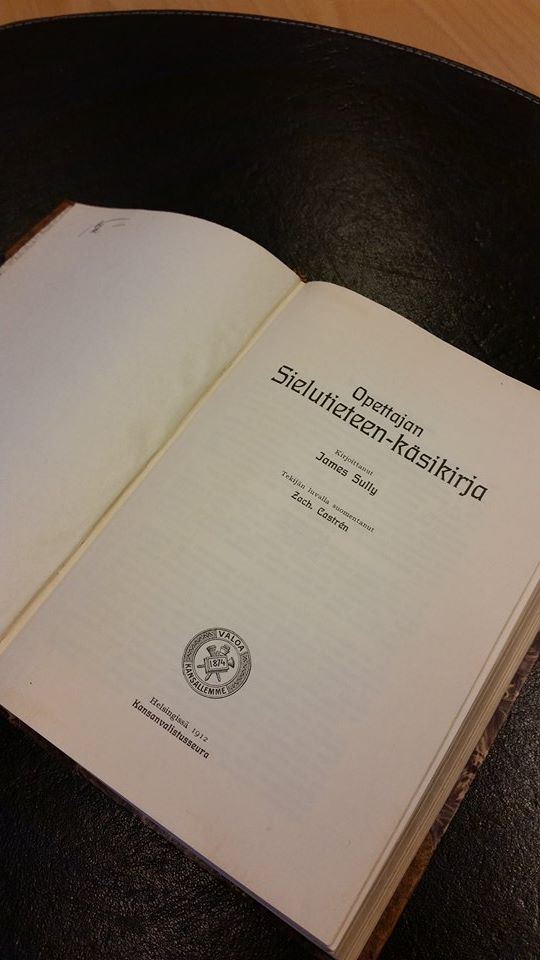 Opettajan
Sielutieteen-käsikirja
Kirjoittanut
James Sully
Tekijän luvalla suomentanut
Zach. Castrén
VALOA
1874
KANSALLEMME
Helsingissä 1912
Kansanvalistusseura